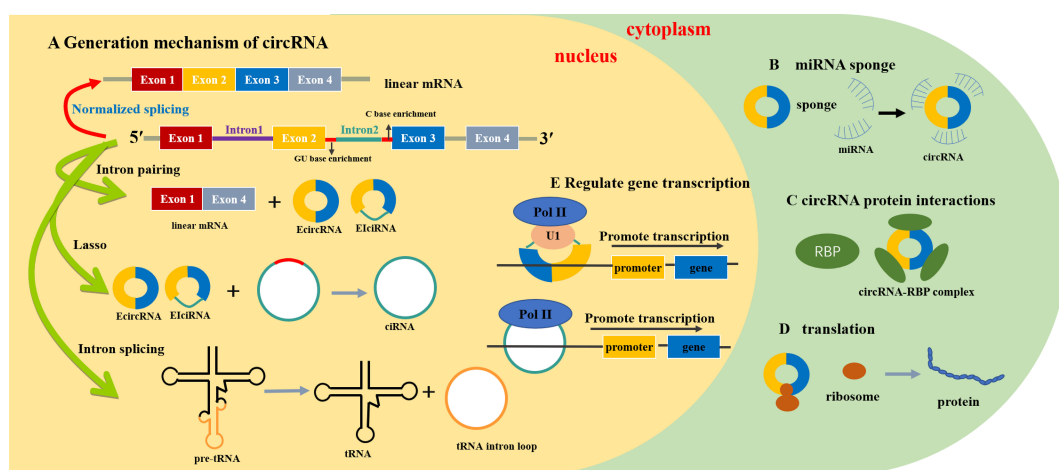 A Generation mechanism of circRNA
cytoplasm
nucleus
Exon 1 Exon 2 Exon 3 Exon 4
linear mRNA
Normalized splicing
C base enrichment
5′ Exon 1 Intron1 Exon 2 Intron2 Exon 3 Exon 4 3′
GU base enrichment
Intron pairing
Exon 1 Exon 4 +
linear mRNA
EcircRNA
EIciRNA
Lasso
+
EcircRNA
EIciRNA
ciRNA
Intron splicing
+
pre-tRNA
tRNA
tRNA intron loop
E Regulate gene transcription
Pol II
U1
Promote transcription
promoter gene
Pol II
Promote transcription
promoter gene
B miRNA sponge
sponge
miRNA
circRNA
C circRNA protein interactions
RBP
circRNA-RBP complex
D translation
ribosome
protein